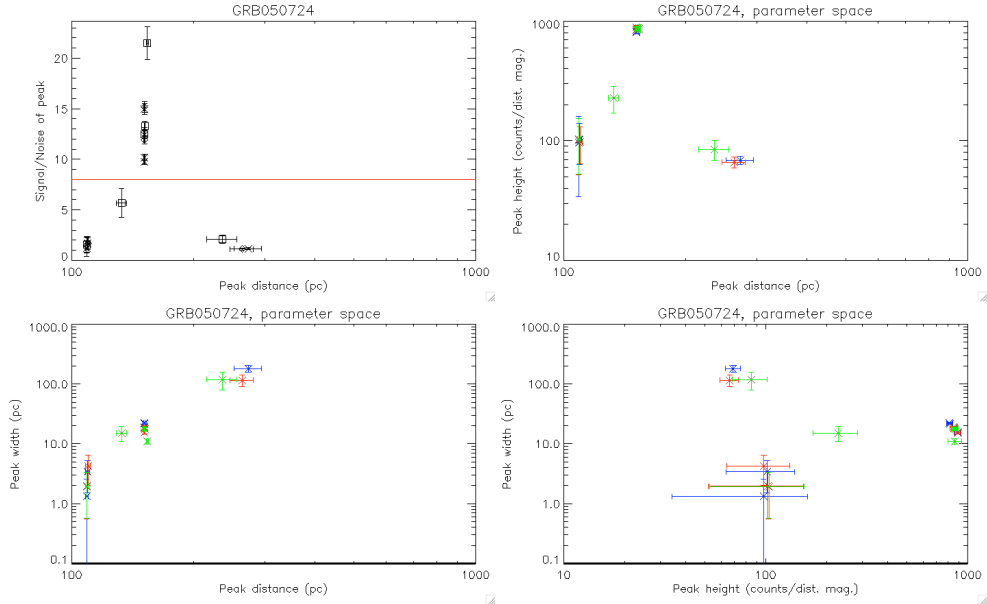 GRB050724
Signal/Noise of peak
20
15
10
5
0
100
1000
Peak distance (pc)
GRB050724, parameter space
Peak height (counts/dist. mag.)
1000
100
10
100
1000
Peak distance (pc)
GRB050724, parameter space
Peak width (pc)
1000.0
100.0
10.0
1.0
0.1
100
1000
Peak distance (pc)
GRB050724, parameter space
Peak width (pc)
1000.0
100.0
10.0
1.0
0.1
10
100
1000
Peak height (counts/dist. mag.)